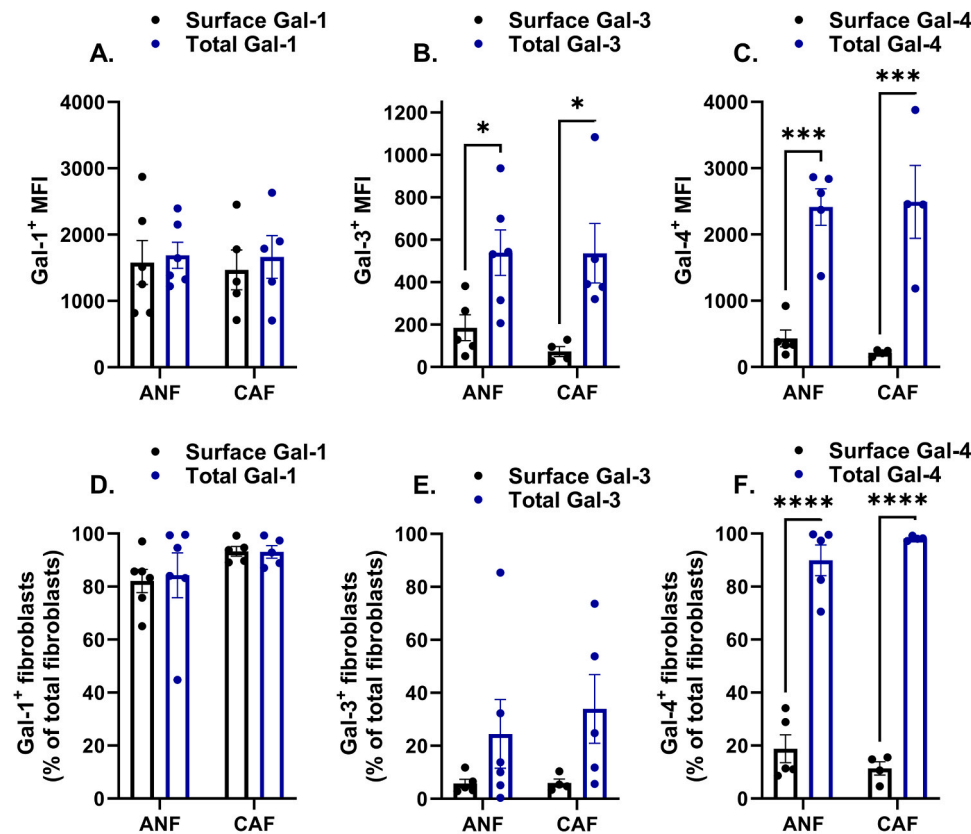 Surface Gal-1
Total Gal-1
A.
Gal-1+ MFI
4000
3000
2000
1000
0
ANF CAF
Surface Gal-3
Total Gal-3
B.
Gal-3+ MFI
1200
1000
800
600
400
200
0
* *
ANF CAF
Surface Gal-4
Total Gal-4
C.
Gal-4+ MFI
4000
3000
2000
1000
0
*** ***
ANF CAF
Surface Gal-1
Total Gal-1
D.
Gal-1+ fibroblasts
(% of total fibroblasts)
100
80
60
40
20
0
ANF CAF
Surface Gal-3
Total Gal-3
E.
Gal-3+ fibroblasts
(% of total fibroblasts)
100
80
60
40
20
0
ANF CAF
Surface Gal-4
Total Gal-4
F.
Gal-4+ fibroblasts
(% of total fibroblasts)
100
80
60
40
20
0
**** ****
ANF CAF